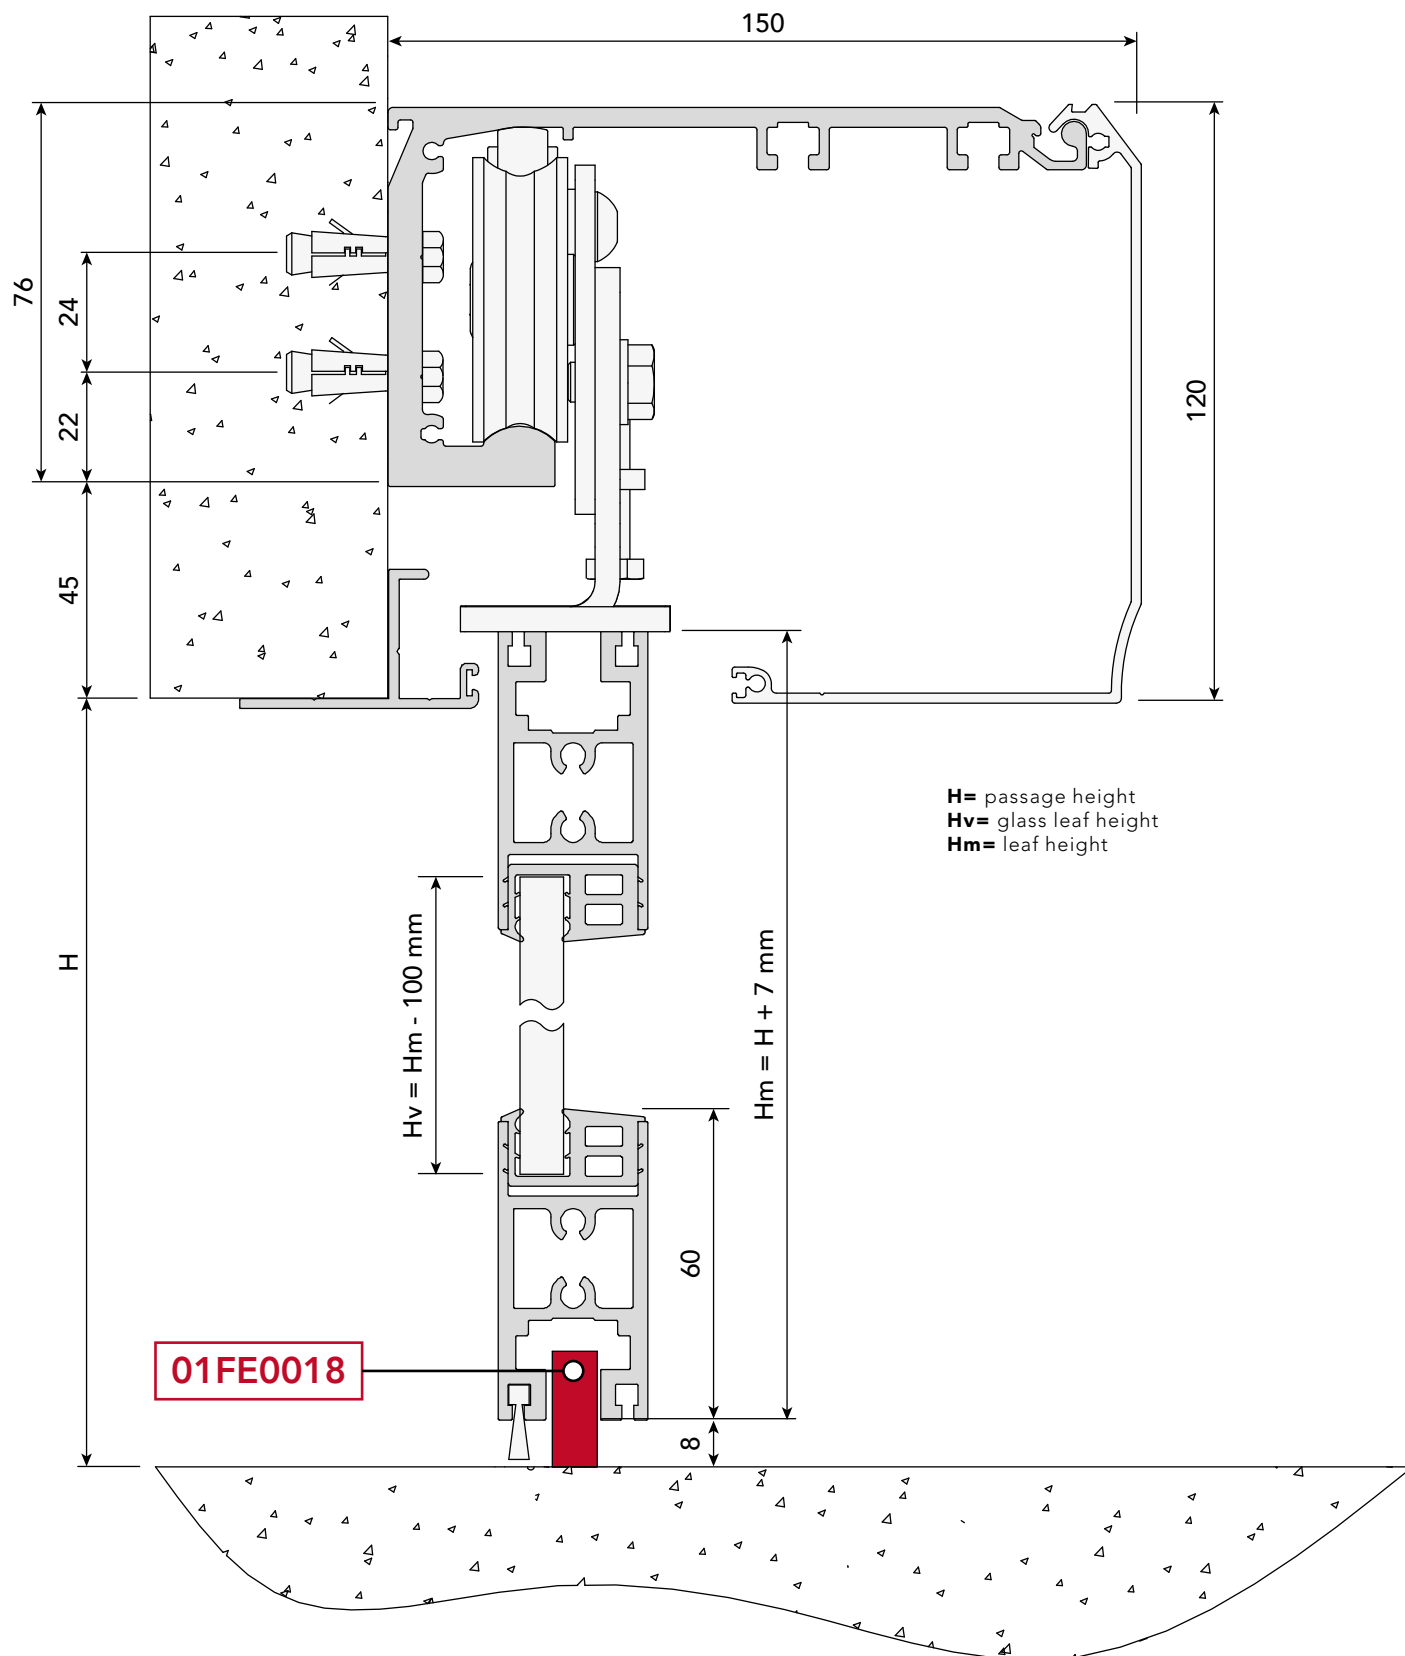 150
76
24
22
120
45
H= passage height
Hv= glass leaf height
Hm= leaf height
H
Hv = Hm - 100 mm
Hm = H + 7 mm
60
01FE0018
8